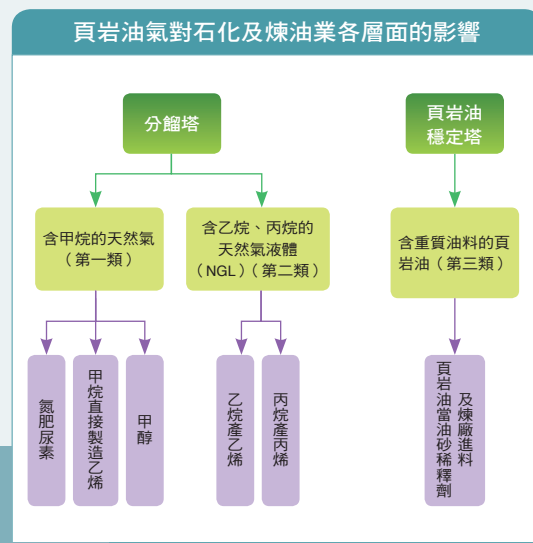 頁岩油氣對石化及煉油業各層面的影響
分餾塔
頁岩油
穩定塔
含甲烷的天然氣
（第一類）
含乙烷、丙烷的
天然氣液體
（NGL）（第二類）
含重質油料的頁
岩油（第三類）
氮肥尿素
甲烷直接製造乙烯
甲醇
乙烷產乙烯
丙烷產丙烯
頁岩油當油砂稀釋劑
及煉廠進料